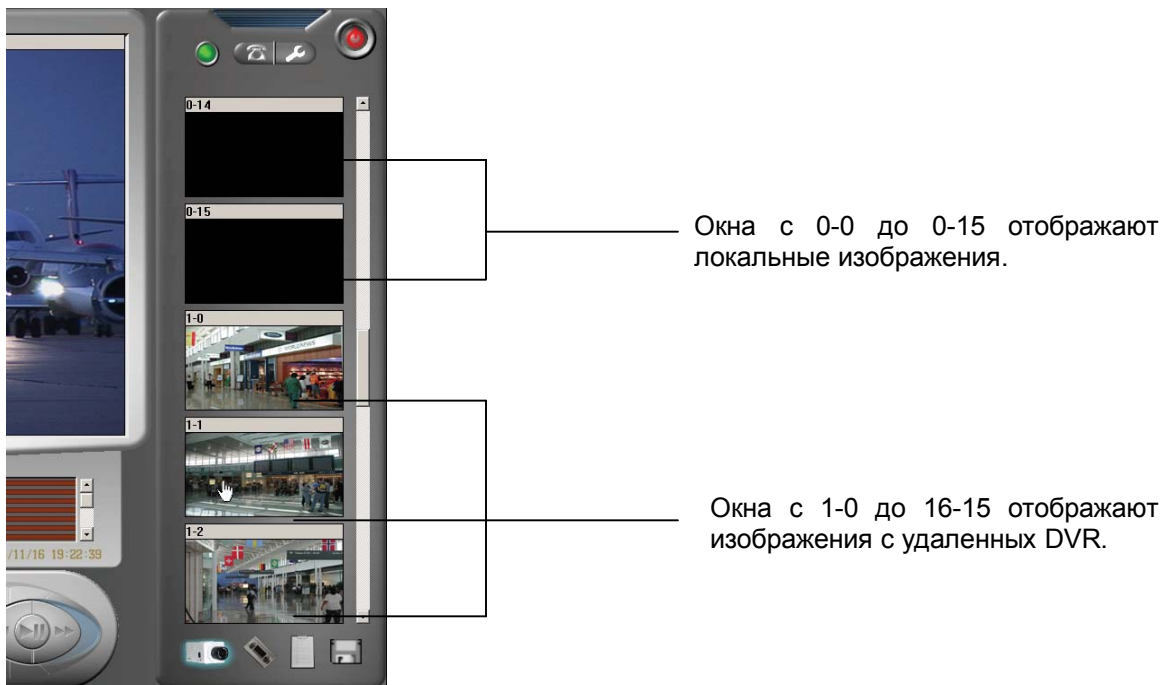 0-14
0-15
Окна с 0-0 до 0-15 отображают
локальные изображения.
1-0
1-1
/11/16 19:22:39
Окна с 1-0 до 16-15 отображают
изображения с удаленных DVR.
1-2